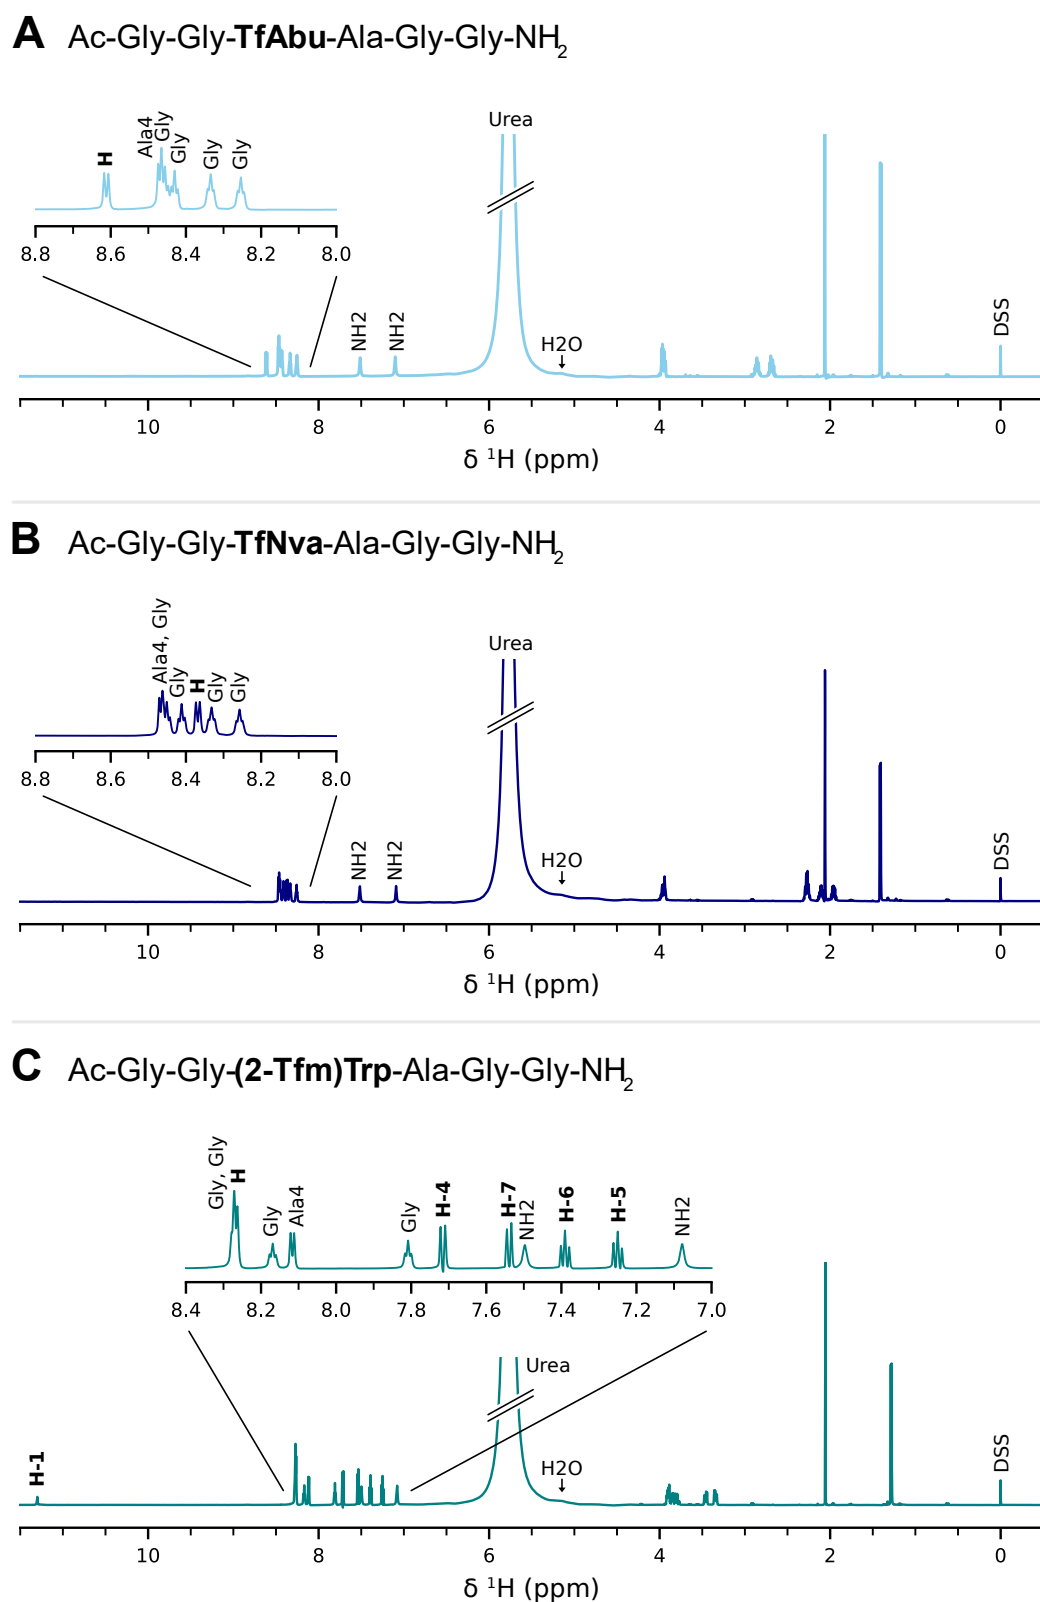 A Ac-Gly-Gly-TfAbu-Ala-Gly-Gly-NH2
Urea
H
Ala4
Gly
Gly
Gly
Gly
8.8 8.6 8.4 8.2 8.0
NH2
NH2
H2O
DSS
10 8 6 4 2 0
δ ¹H (ppm)
B Ac-Gly-Gly-TfNva-Ala-Gly-Gly-NH2
Urea
Ala4, Gly
Gly
H
Gly
Gly
8.8 8.6 8.4 8.2 8.0
NH2
NH2
H2O
DSS
10 8 6 4 2 0
δ ¹H (ppm)
C Ac-Gly-Gly-(2-Tfm)Trp-Ala-Gly-Gly-NH2
Gly, Gly
H
Gly
Ala4
Gly
H-4
H-7
NH2
H-6
H-5
NH2
8.4 8.2 8.0 7.8 7.6 7.4 7.2 7.0
Urea
H-1
H2O
DSS
10 8 6 4 2 0
δ ¹H (ppm)